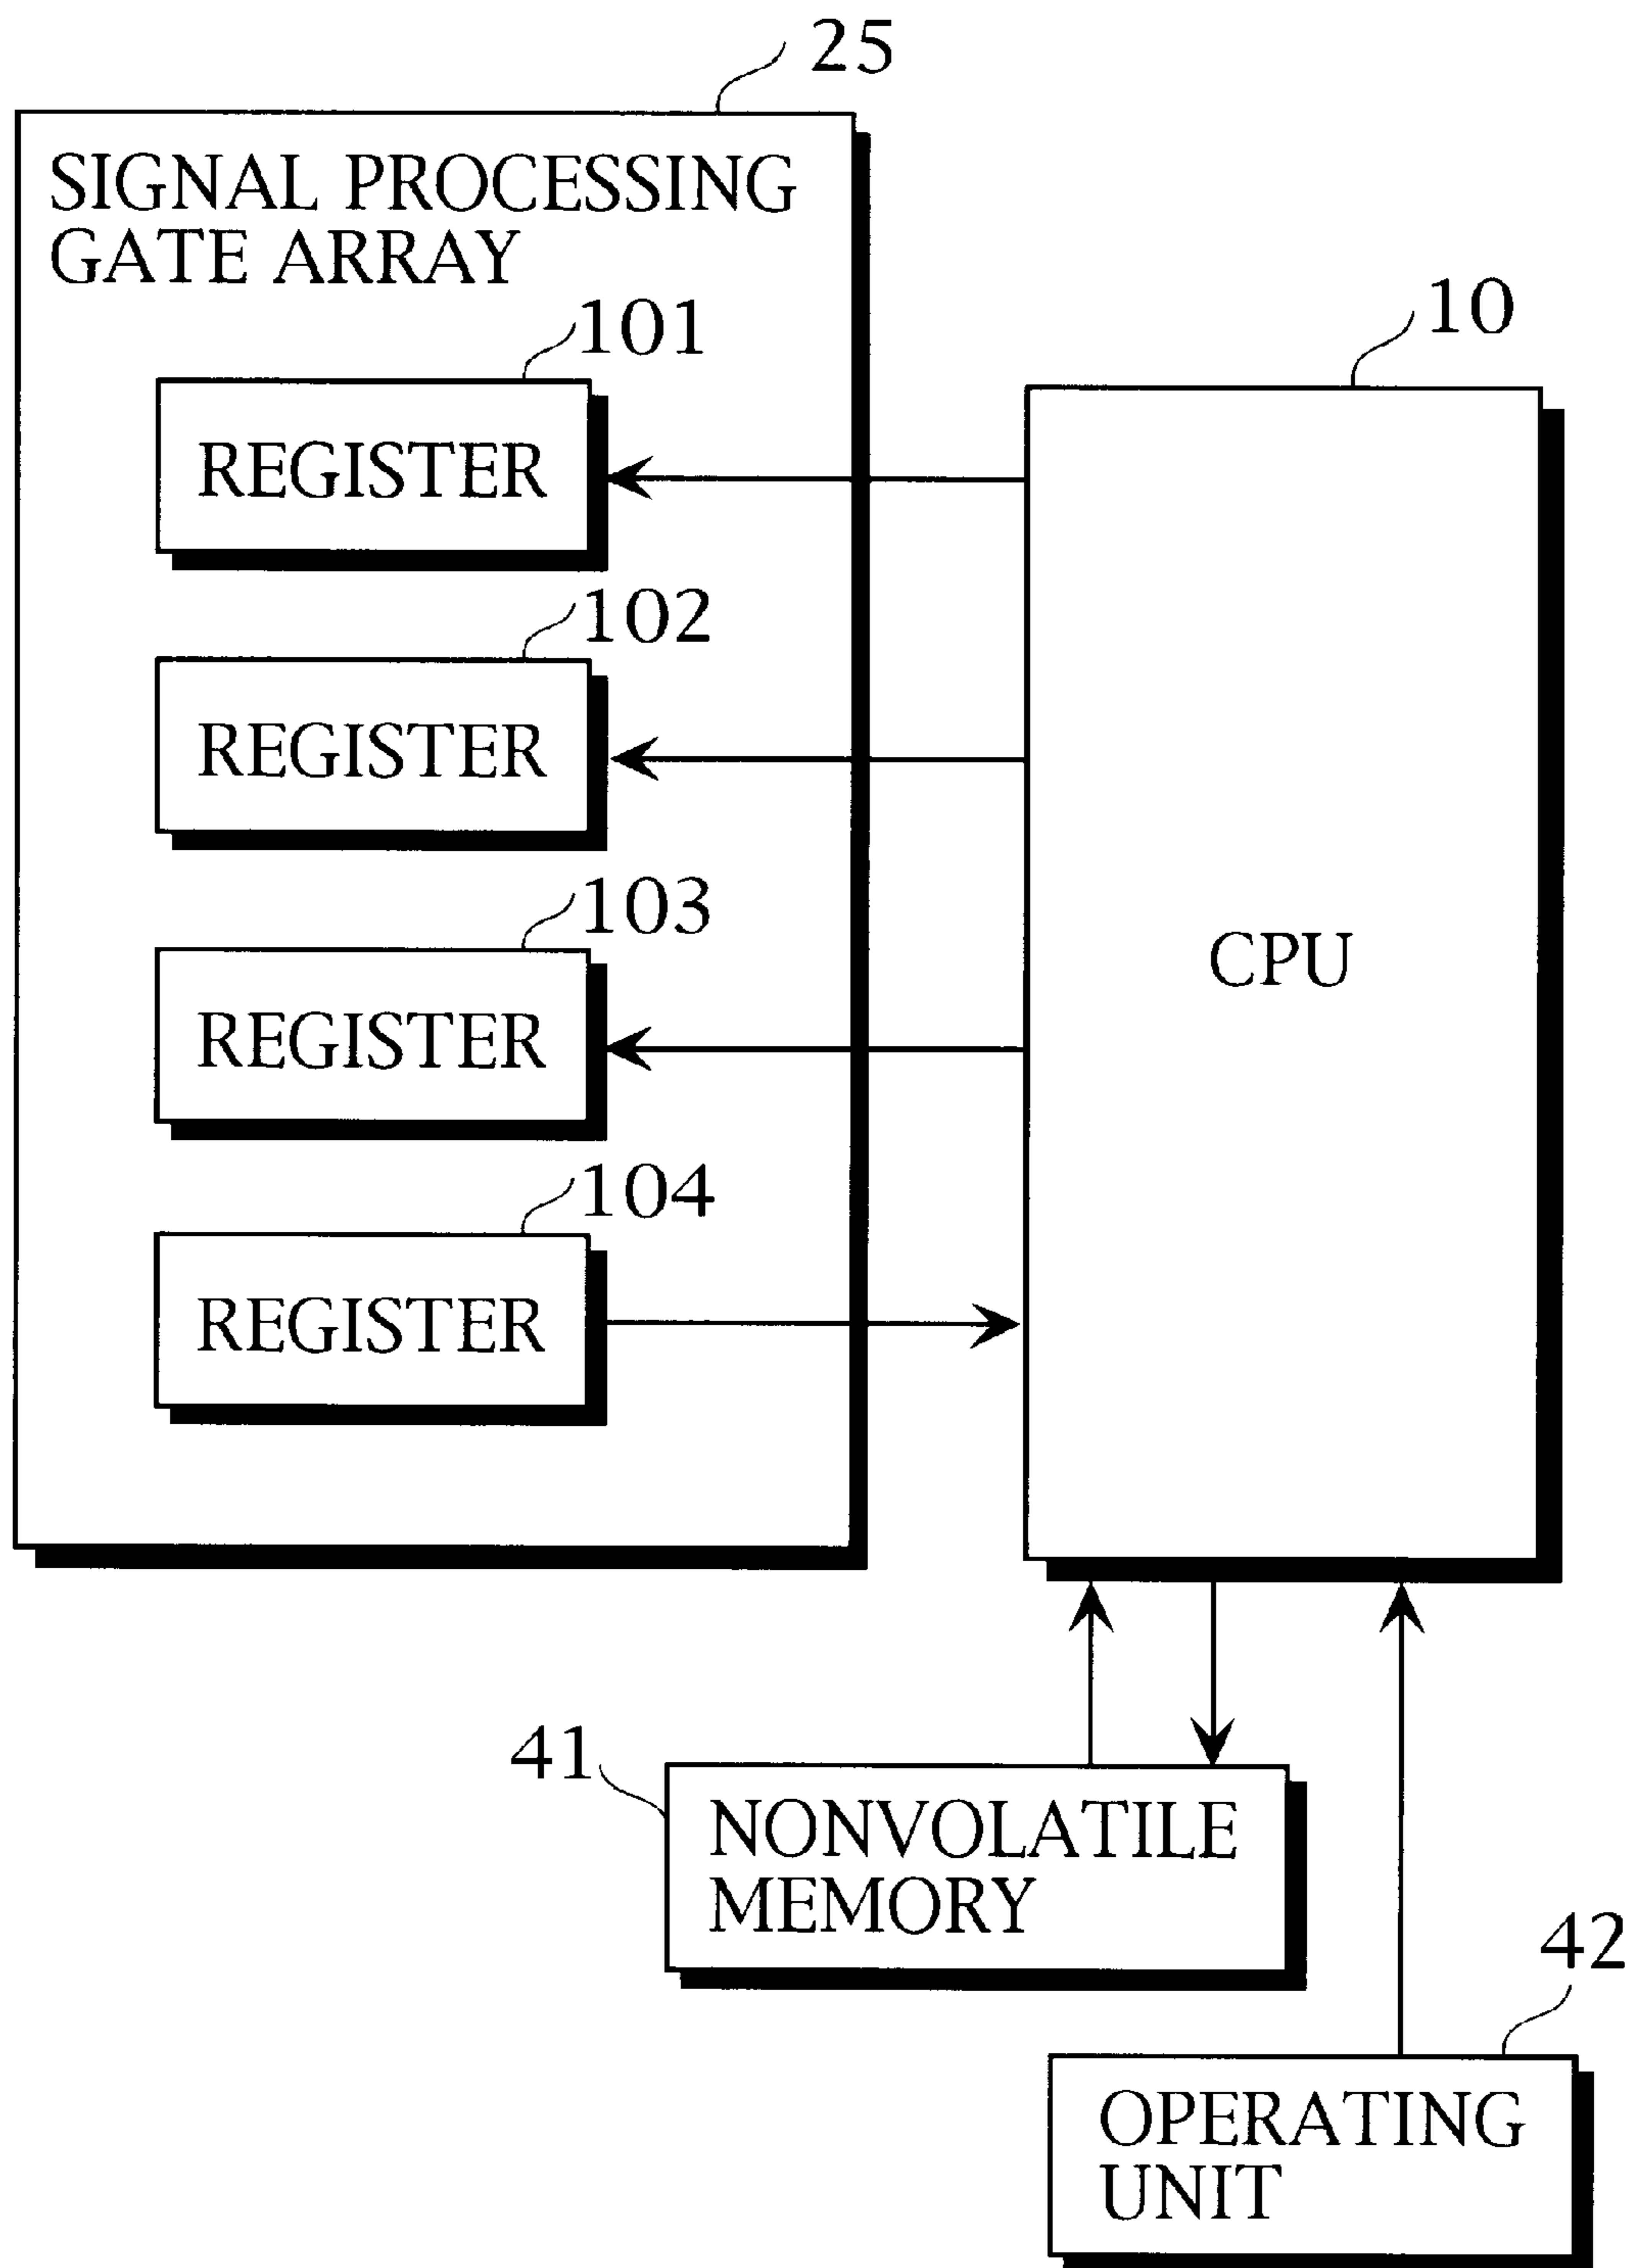 25
SIGNAL PROCESSING
GATE ARRAY
101
REGISTER
10
102
REGISTER
103
REGISTER
CPU
104
REGISTER
41
NONVOLATILE
MEMORY
42
OPERATING
UNIT